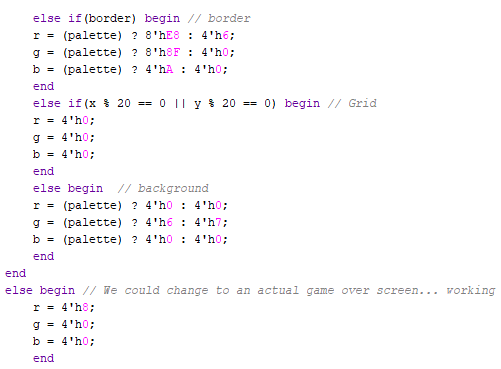 else if(border) begin // border
r = (palette) ? 8'hE8 : 4'h6;
g = (palette) ? 8'h8F : 4'h0;
b = (palette) ? 4'hA : 4'h0;
end
else if(x % 20 == 0 || y % 20 == 0) begin // Grid
r = 4'h0;
g = 4'h0;
b = 4'h0;
end
else begin  // background
r = (palette) ? 4'h0 : 4'h0;
g = (palette) ? 4'h6 : 4'h7;
b = (palette) ? 4'h0 : 4'h0;
end
end
else begin // We could change to an actual game over screen... working
r = 4'h8;
g = 4'h0;
b = 4'h0;
end